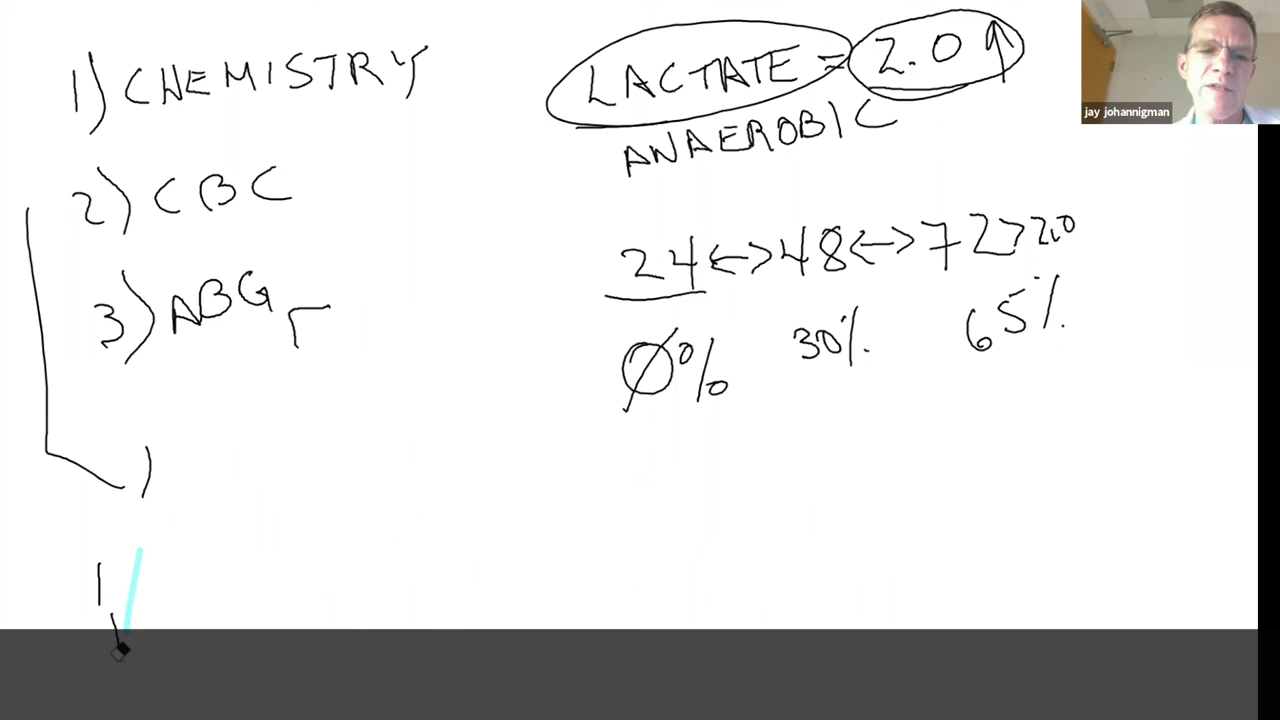 1) CHEMISTRY
2) CBC
3) ABG
LACTATE = 2.0 ↑
ANAEROBIC
24 <-> 48 <-> 72 > 2.0
0% 30% 65%
jay johannigman